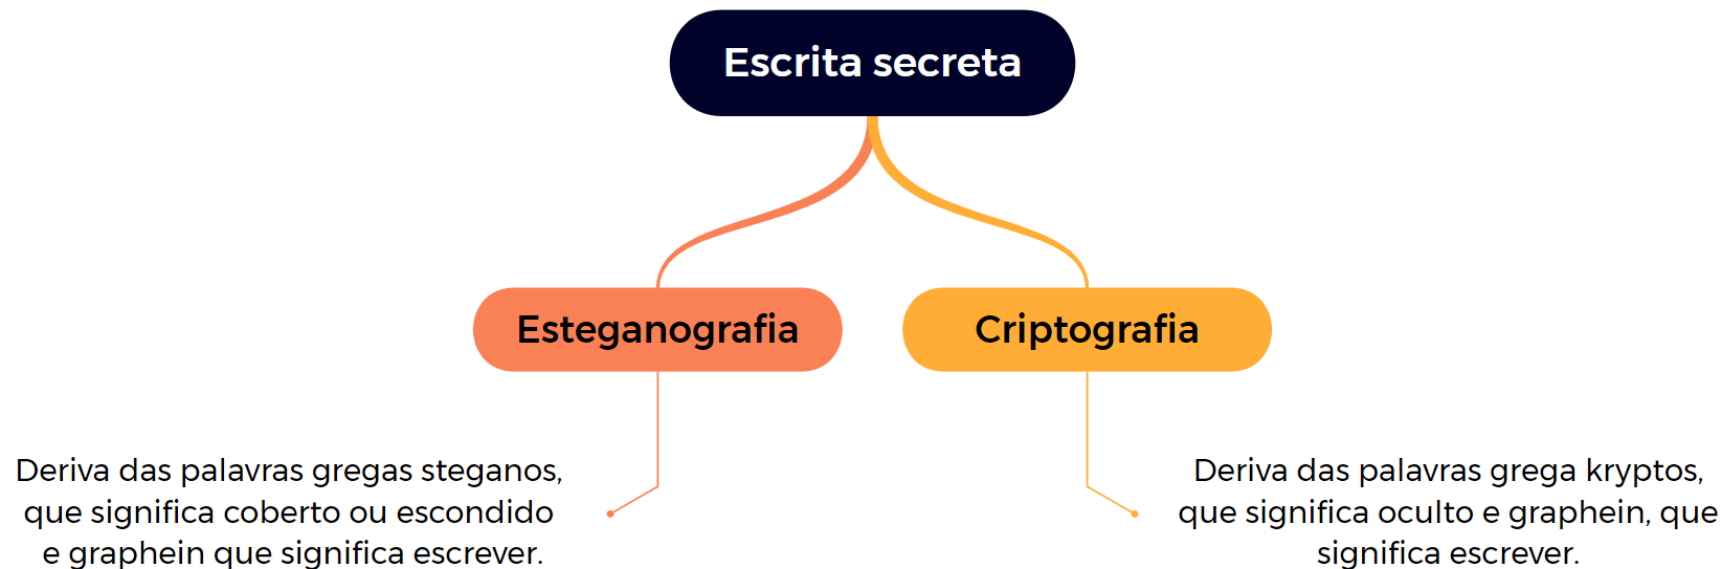 Escrita secreta
Esteganografia
Criptografia
Deriva das palavras gregas steganos,
que significa coberto ou escondido
e graphein que significa escrever.
Deriva das palavras grega kryptos,
que significa oculto e graphein, que
significa escrever.